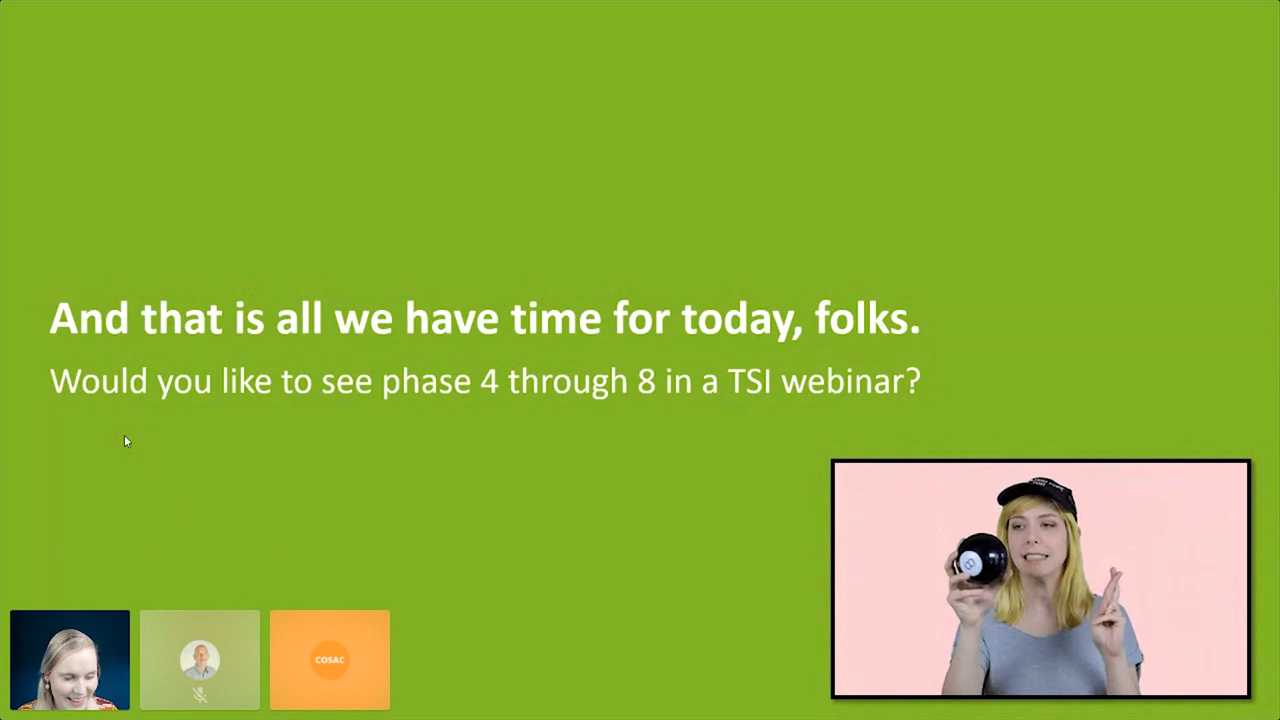 And that is all we have time for today, folks.
Would you like to see phase 4 through 8 in a TSI webinar?
8
COSAC